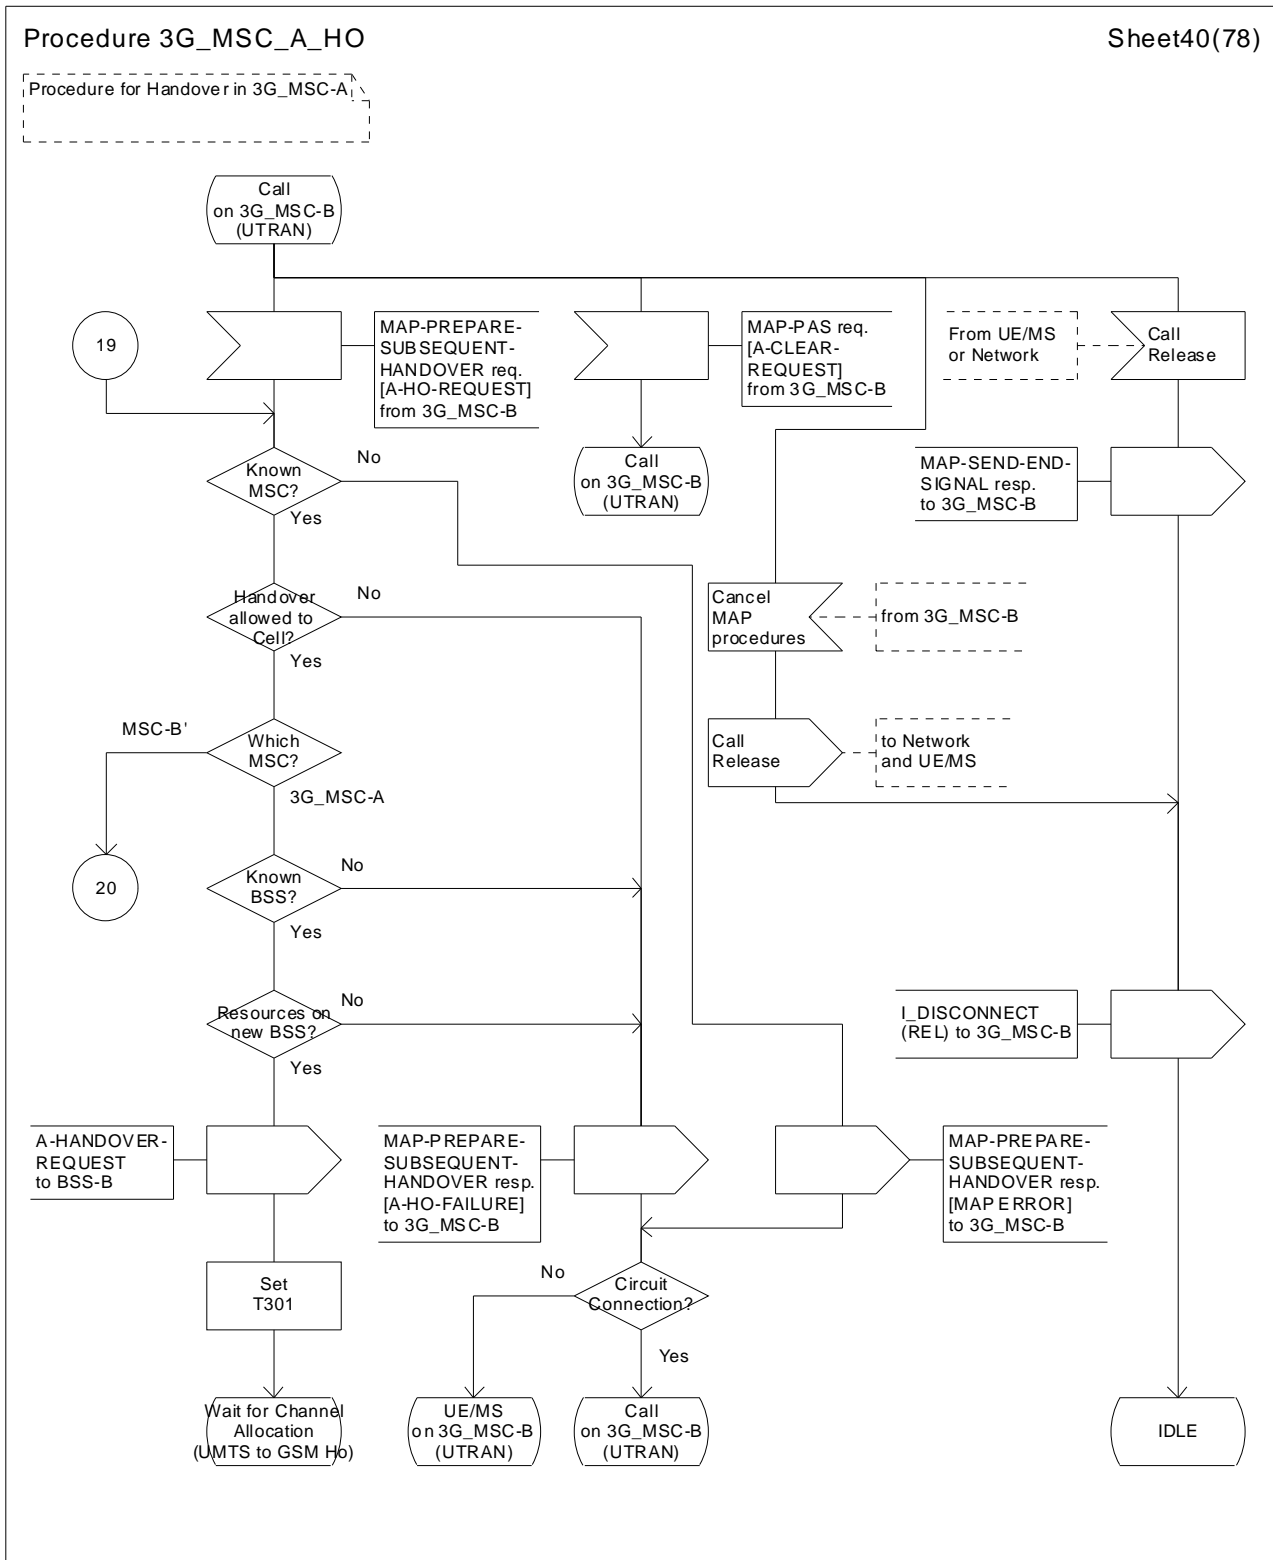 Procedure 3G_MSC_A_HO
Sheet40(78)
Procedure for Handover in 3G_MSC-A
Call
on 3G_MSC-B
(UTRAN)
19
MAP-PREPARE-
SUBSEQUENT-
HANDOVER req.
[A-HO-REQUEST]
from 3G_MSC-B
MAP-PAS req.
[A-CLEAR-
REQUEST]
from 3G_MSC-B
From UE/MS
or Network
Call
Release
Known
MSC?
No
Yes
Call
on 3G_MSC-B
(UTRAN)
MAP-SEND-END-
SIGNAL resp.
to 3G_MSC-B
Handover
allowed to
Cell?
No
Yes
Cancel
MAP
procedures
from 3G_MSC-B
MSC-B'
Which
MSC?
3G_MSC-A
Call
Release
to Network
and UE/MS
20
Known
BSS?
No
Yes
Resources on
new BSS?
No
Yes
I_DISCONNECT
(REL) to 3G_MSC-B
A-HANDOVER-
REQUEST
to BSS-B
MAP-PREPARE-
SUBSEQUENT-
HANDOVER resp.
[A-HO-FAILURE]
to 3G_MSC-B
MAP-PREPARE-
SUBSEQUENT-
HANDOVER resp.
[MAP ERROR]
to 3G_MSC-B
Set
T301
No
Circuit
Connection?
Yes
Wait for Channel
Allocation
(UMTS to GSM Ho)
UE/MS
on 3G_MSC-B
(UTRAN)
Call
on 3G_MSC-B
(UTRAN)
IDLE